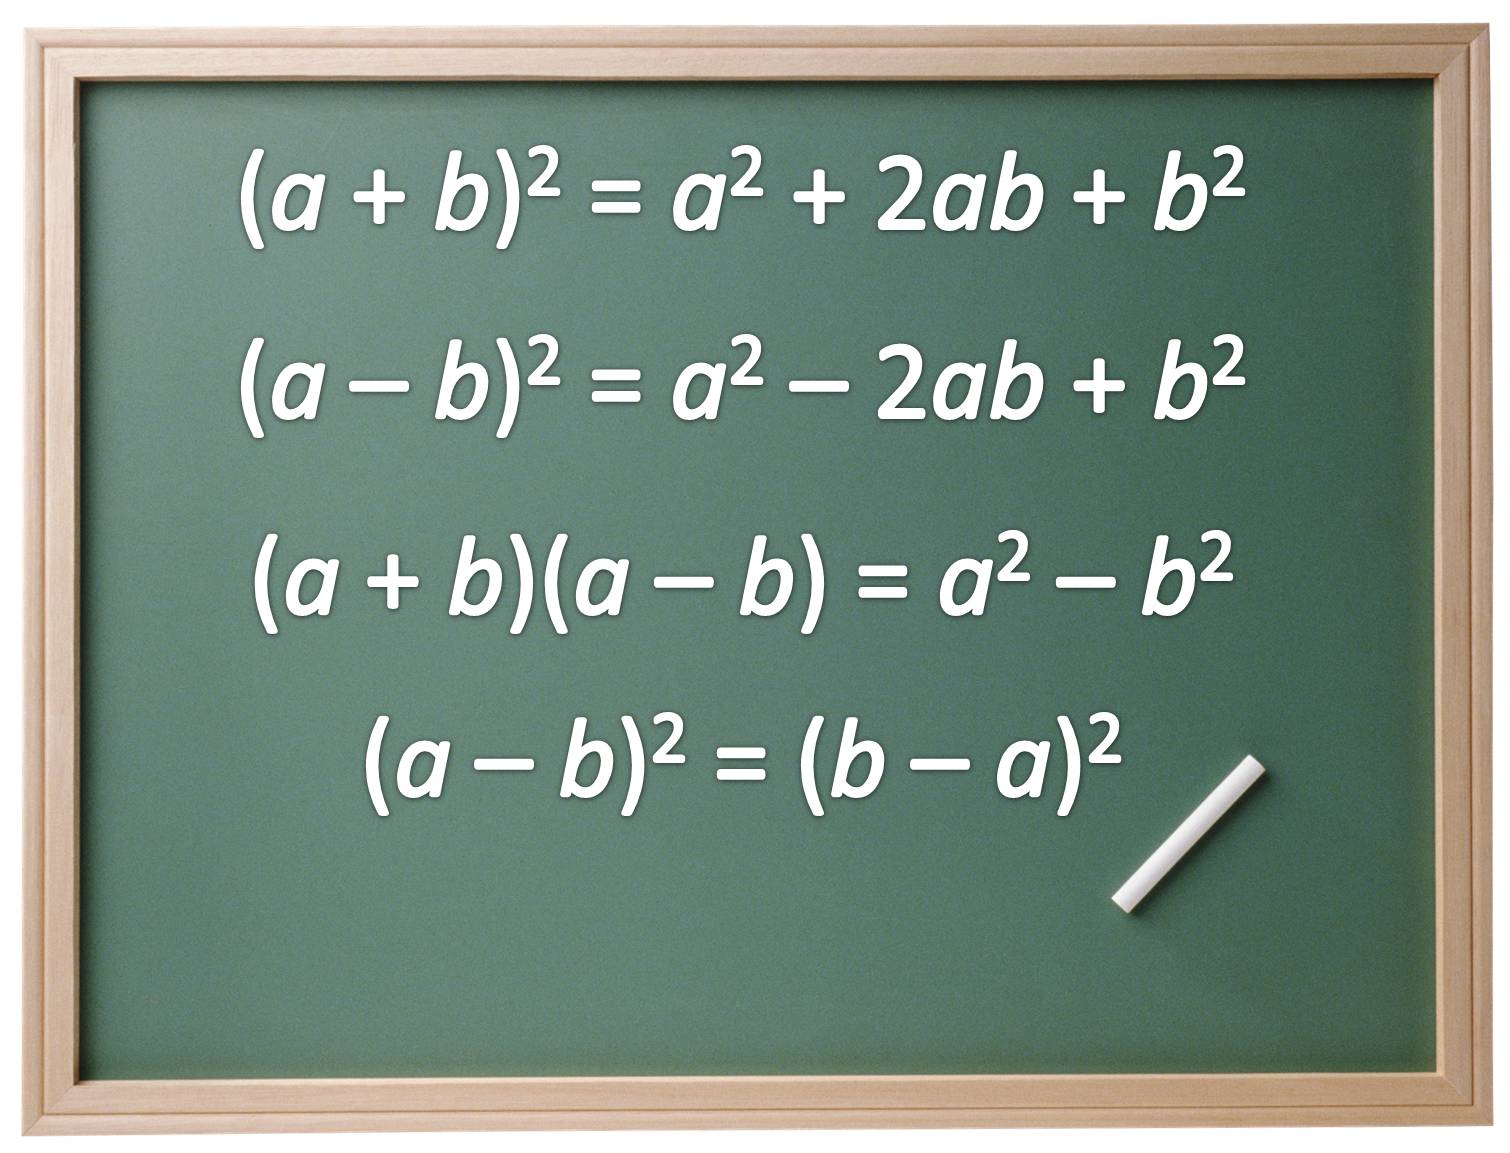 (a + b)² = a² + 2ab + b²
(a – b)² = a² – 2ab + b²
(a + b)(a – b) = a² – b²
(a – b)² = (b – a)²